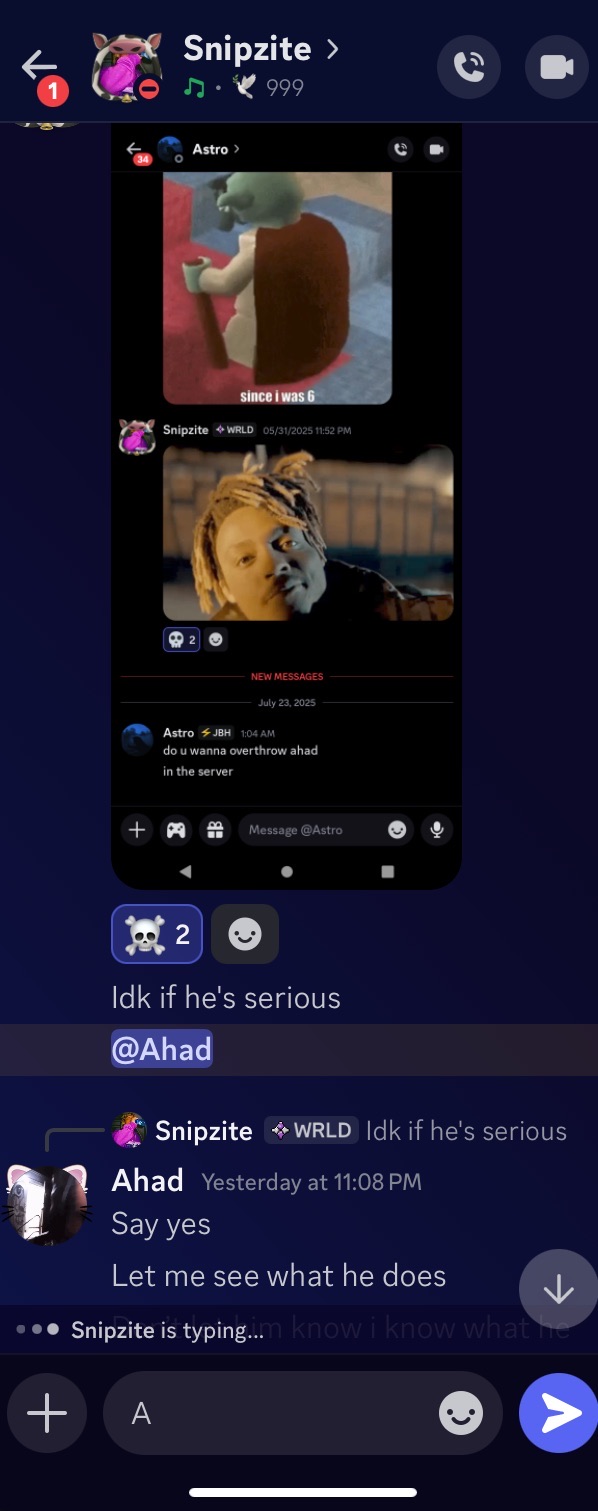 1
Snipzite
999
34
Astro
since i was 6
Snipzite WRLD 05/31/2025 11:52 PM
2
NEW MESSAGES
July 23, 2025
Astro JBH 1:04 AM
do u wanna overthrow ahad
in the server
Message @Astro
2
Idk if he's serious
@Ahad
Snipzite WRLD Idk if he's serious
Ahad Yesterday at 11:08 PM
Say yes
Let me see what he does
him know i know what he
Snipzite is typing...
A